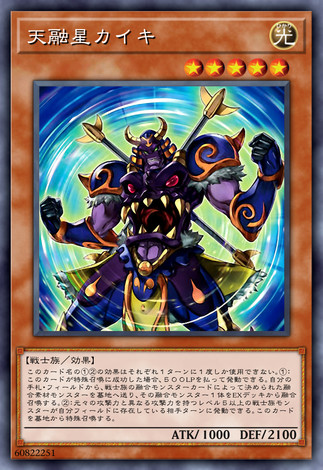 天融星カイキ
光
【戦士族／効果】
このカード名の①②の効果はそれぞれ１ターンに１度しか使用できない。①：
このカードが特殊召喚に成功した場合、５００LPを払って発動できる。自分の
手札・フィールドから、戦士族の融合モンスターカードによって決められた融
合素材モンスターを墓地へ送り、その融合モンスター１体をEXデッキから融合
召喚する。②：元々の攻撃力と異なる攻撃力を持つレベル５以上の戦士族モン
スターが自分フィールドに存在している相手ターンに発動できる。このカード
を墓地から特殊召喚する。
ATK/ 1000 DEF/2100
60822251